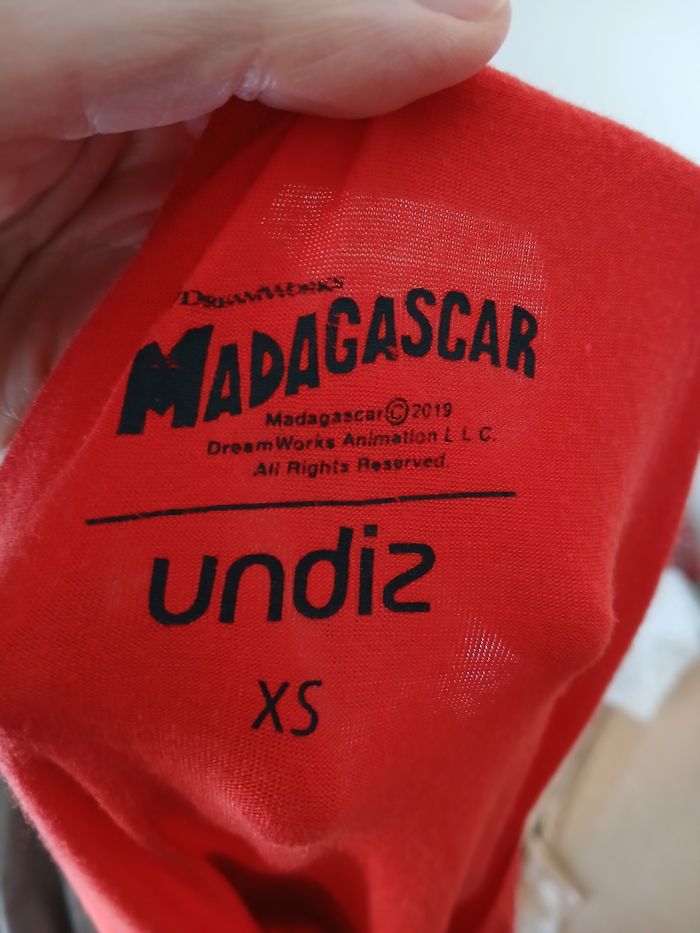 DREAMWORKS
MADAGASCAR
Madagascar © 2019
DreamWorks Animation L L C.
All Rights Reserved.
undiz
XS